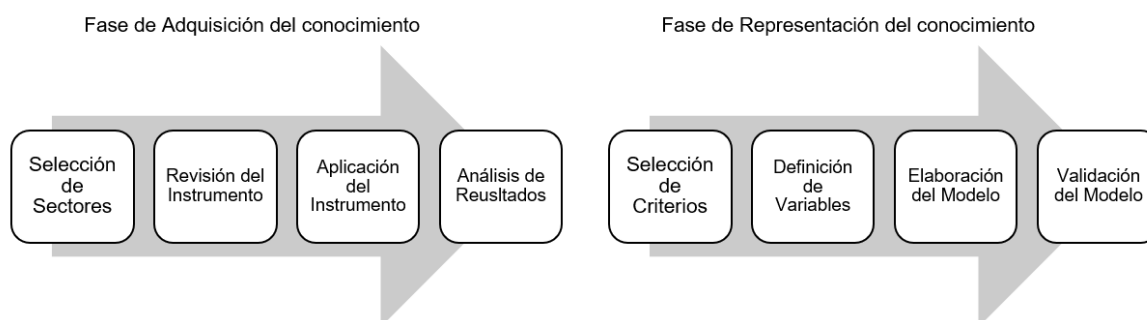 Fase de Adquisición del conocimiento
Selección
de
Sectores
Revisión del
Instrumento
Aplicación
del
Instrumento
Análisis de
Reusltados
Fase de Representación del conocimiento
Selección
de
Criterios
Definición
de
Variables
Elaboración
del Modelo
Validación
del Modelo